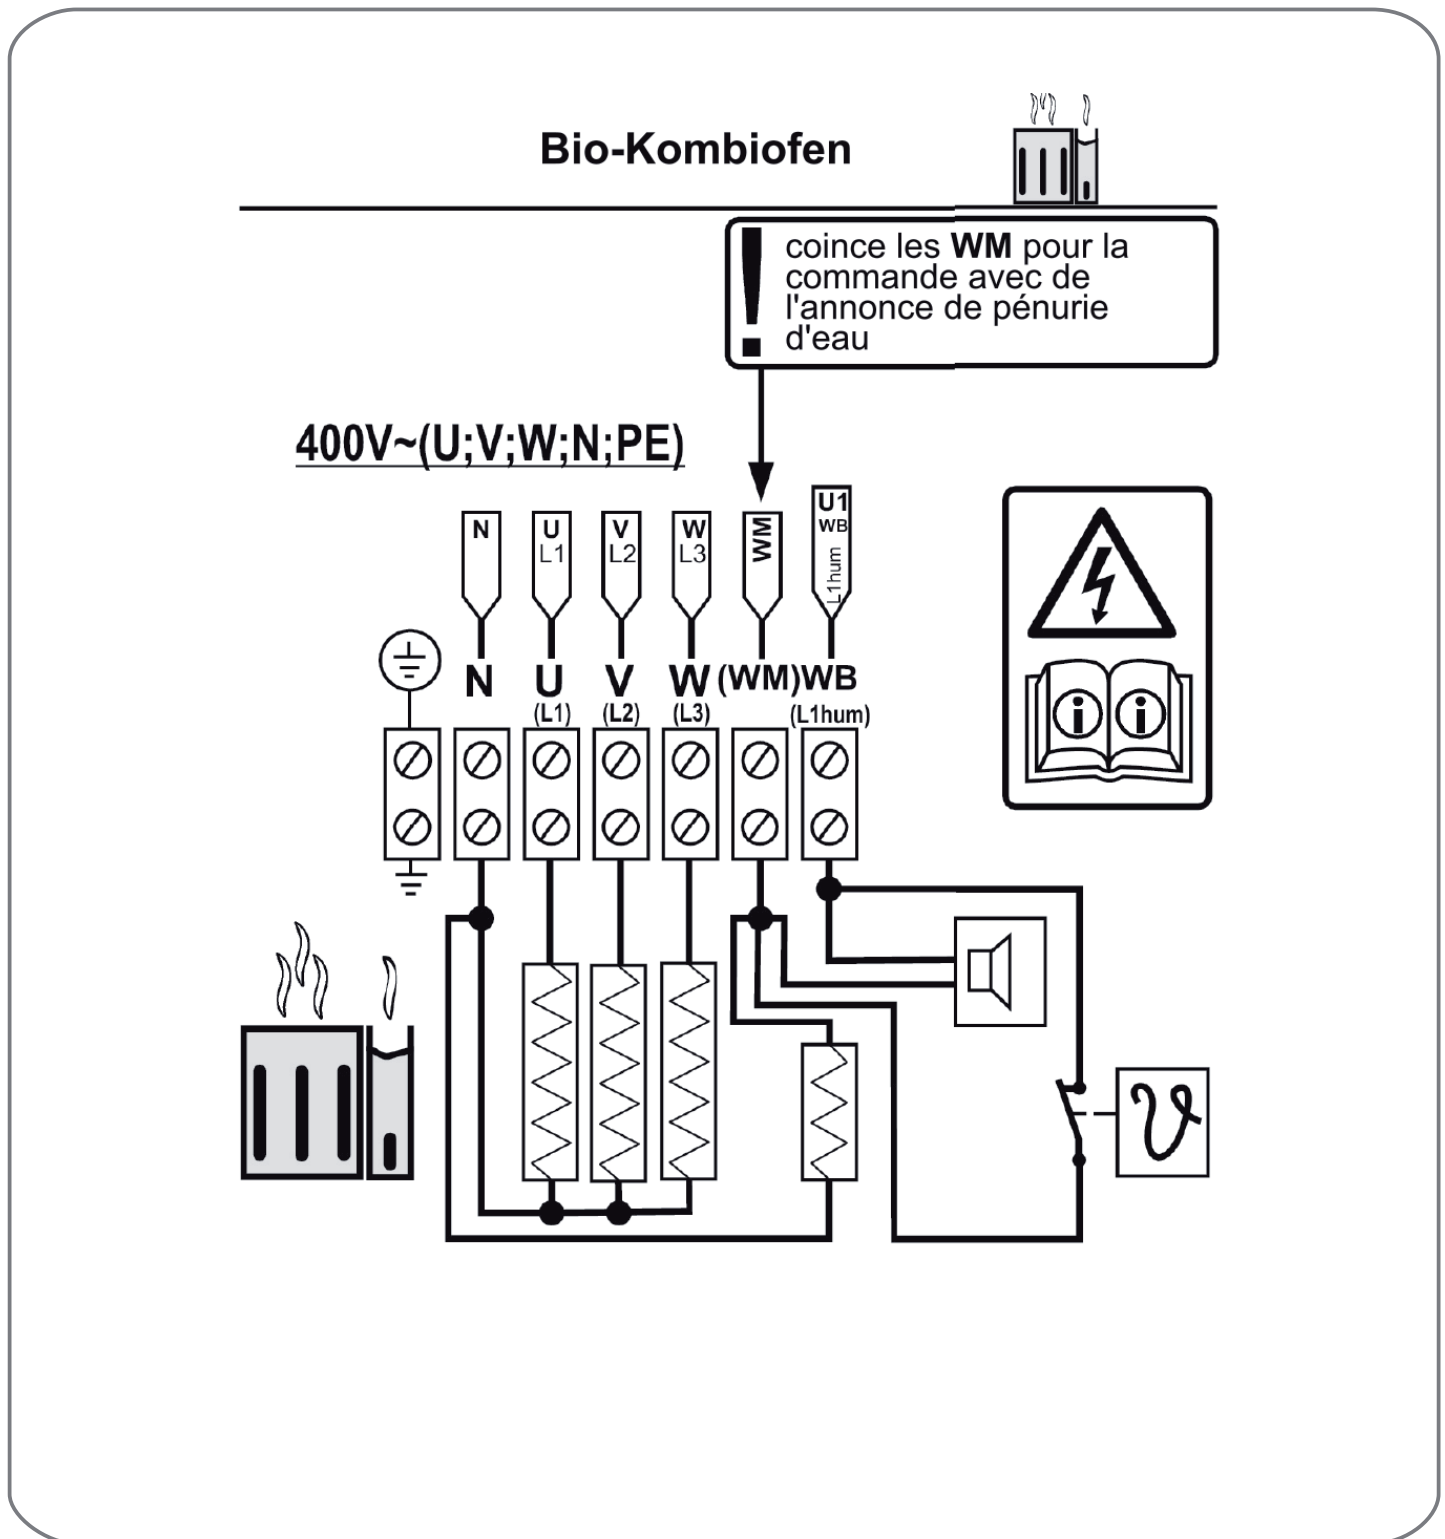 Bio-Kombiofen
! coince les WM pour la
commande avec de
l'annonce de pénurie
d'eau
400V~(U;V;W;N;PE)
N
U
L1
V
L2
W
L3
WM
U1
WB
L1hum
N U V W (WM) WB
(L1) (L2) (L3) (L1hum)
i i
ϑ